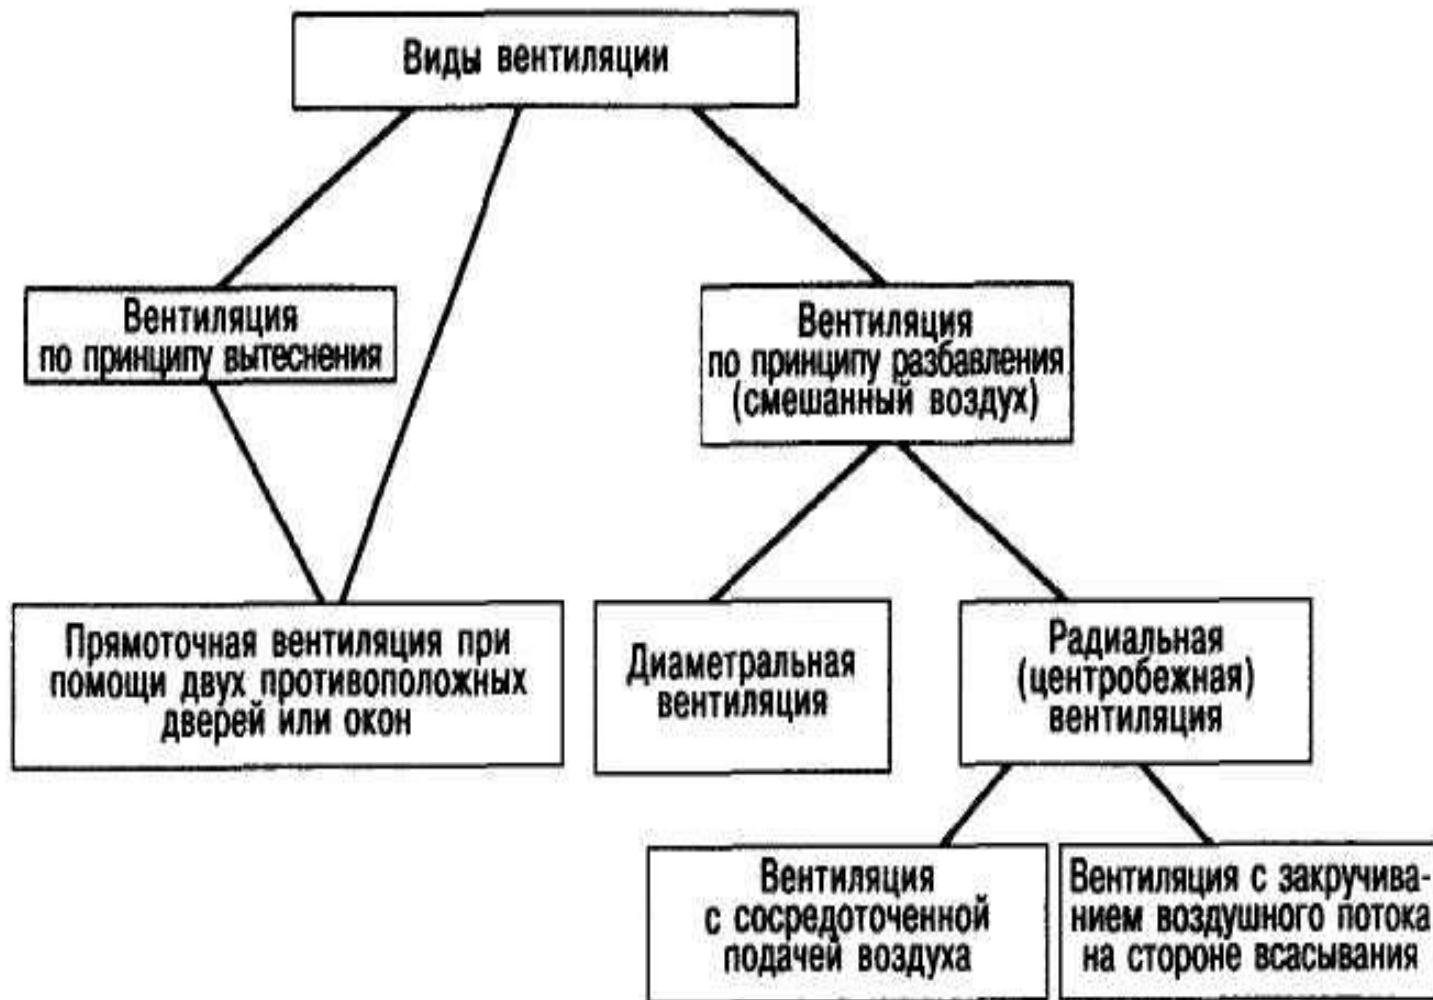 Виды вентиляции
Вентиляция
по принципу вытеснения
Вентиляция
по принципу разбавления
(смешанный воздух)
Прямоточная вентиляция при
помощи двух противоположных
дверей или окон
Диаметральная
вентиляция
Радиальная
(центробежная)
вентиляция
Вентиляция
с сосредоточенной
подачей воздуха
Вентиляция с закручива-
нием воздушного потока
на стороне всасывания